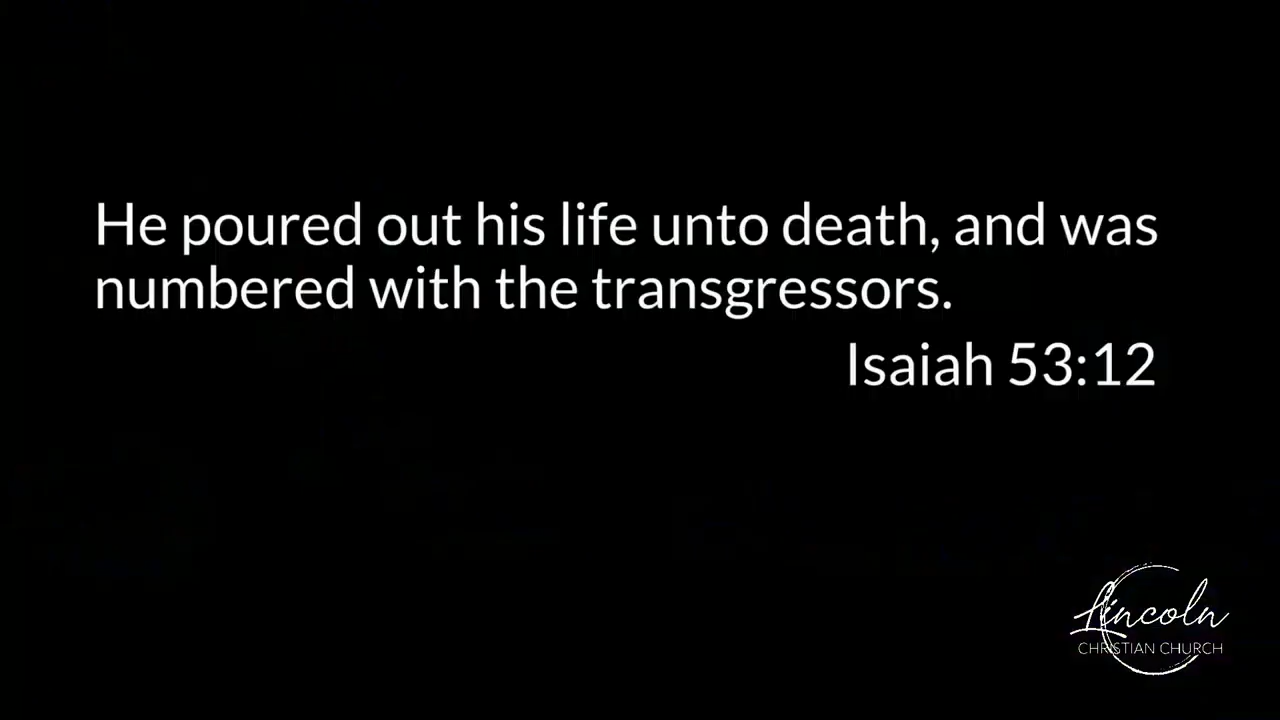 He poured out his life unto death, and was
numbered with the transgressors.
Isaiah 53:12
Lincoln
CHRISTIAN CHURCH